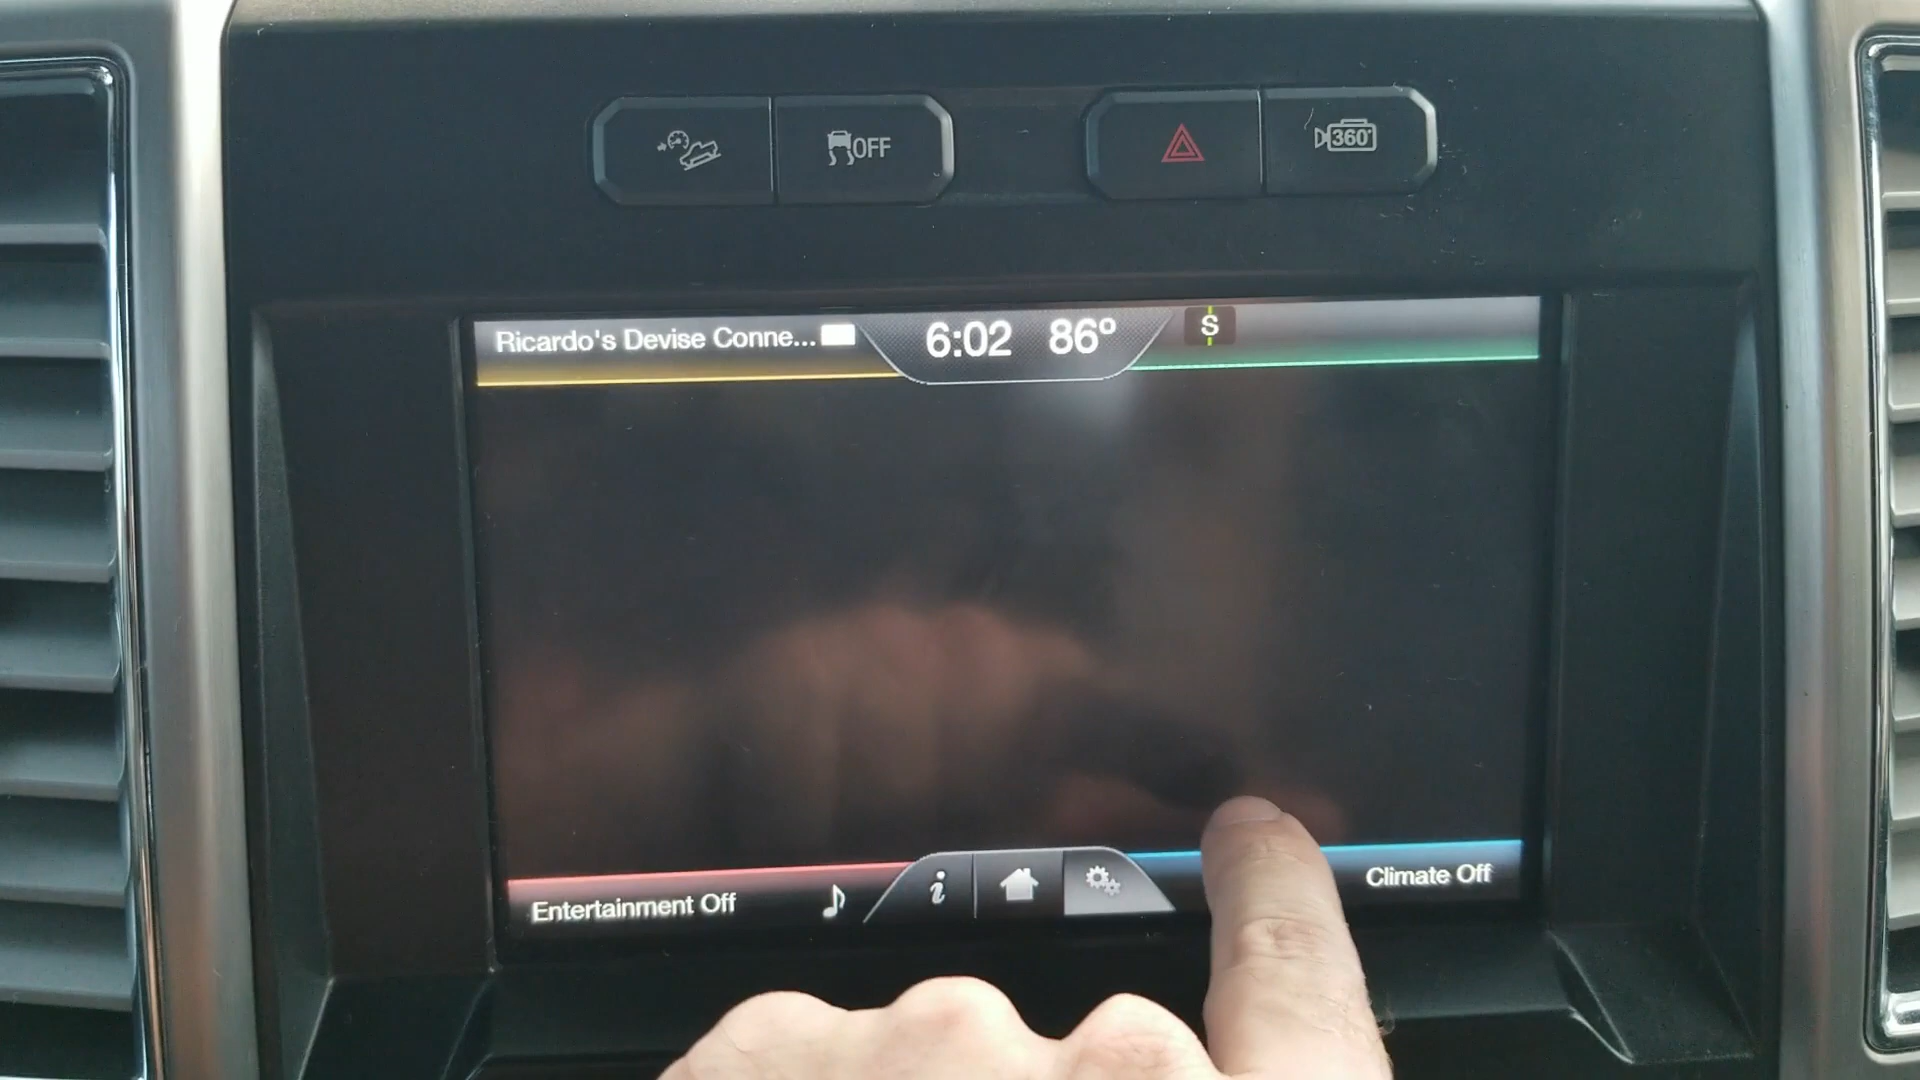 OFF
360°
Ricardo's Devise Conne...
6:02
86°
S
Entertainment Off
i
Climate Off